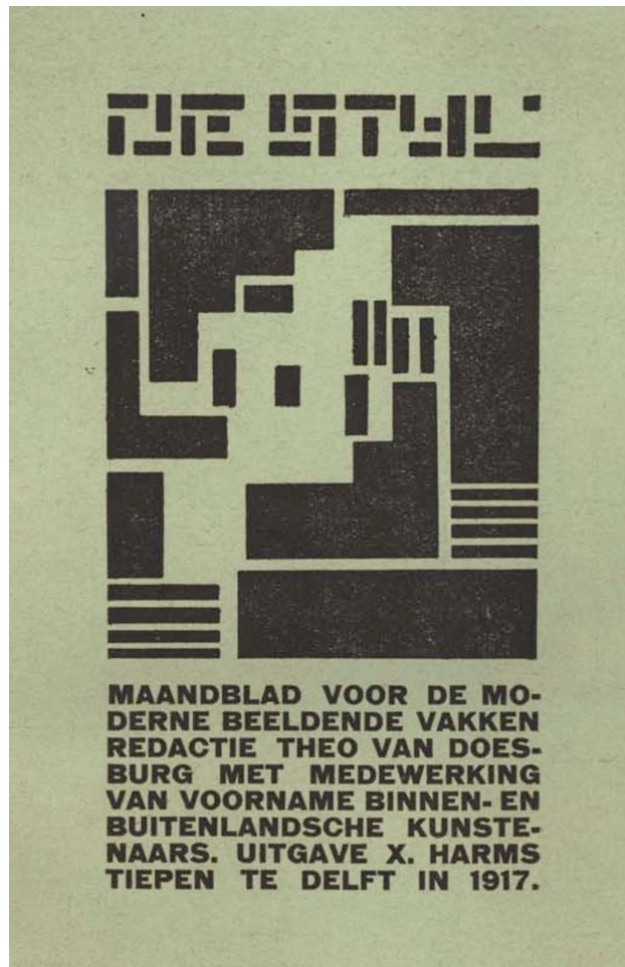 DE STYL
MAANDBLAD VOOR DE MO-
DERNE BEELDENDE VAKKEN
REDACTIE THEO VAN DOES-
BURG MET MEDEWERKING
VAN VOORNAME BINNEN- EN
BUITENLANDSCHE KUNSTE-
NAARS. UITGAVE X. HARMS
TIEPEN TE DELFT IN 1917.